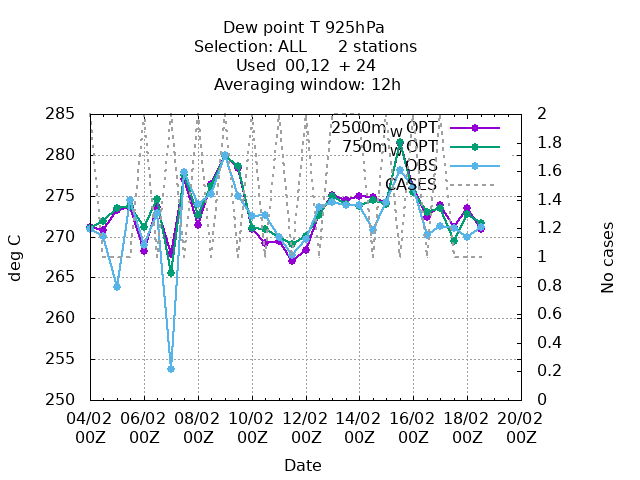 Dew point T 925hPa
Selection: ALL 2 stations
Used 00,12 + 24
Averaging window: 12h
285 2
2500m_w OPT
280 1.8
750m_w OPT
1.6
OBS
275 1.4
CASES
270 1.2
265 1
260 0.8
255 0.6
250 0.4
0.2
0
deg C
No cases
04/02 06/02 08/02 10/02 12/02 14/02 16/02 18/02 20/02
00Z 00Z 00Z 00Z 00Z 00Z 00Z 00Z 00Z
Date